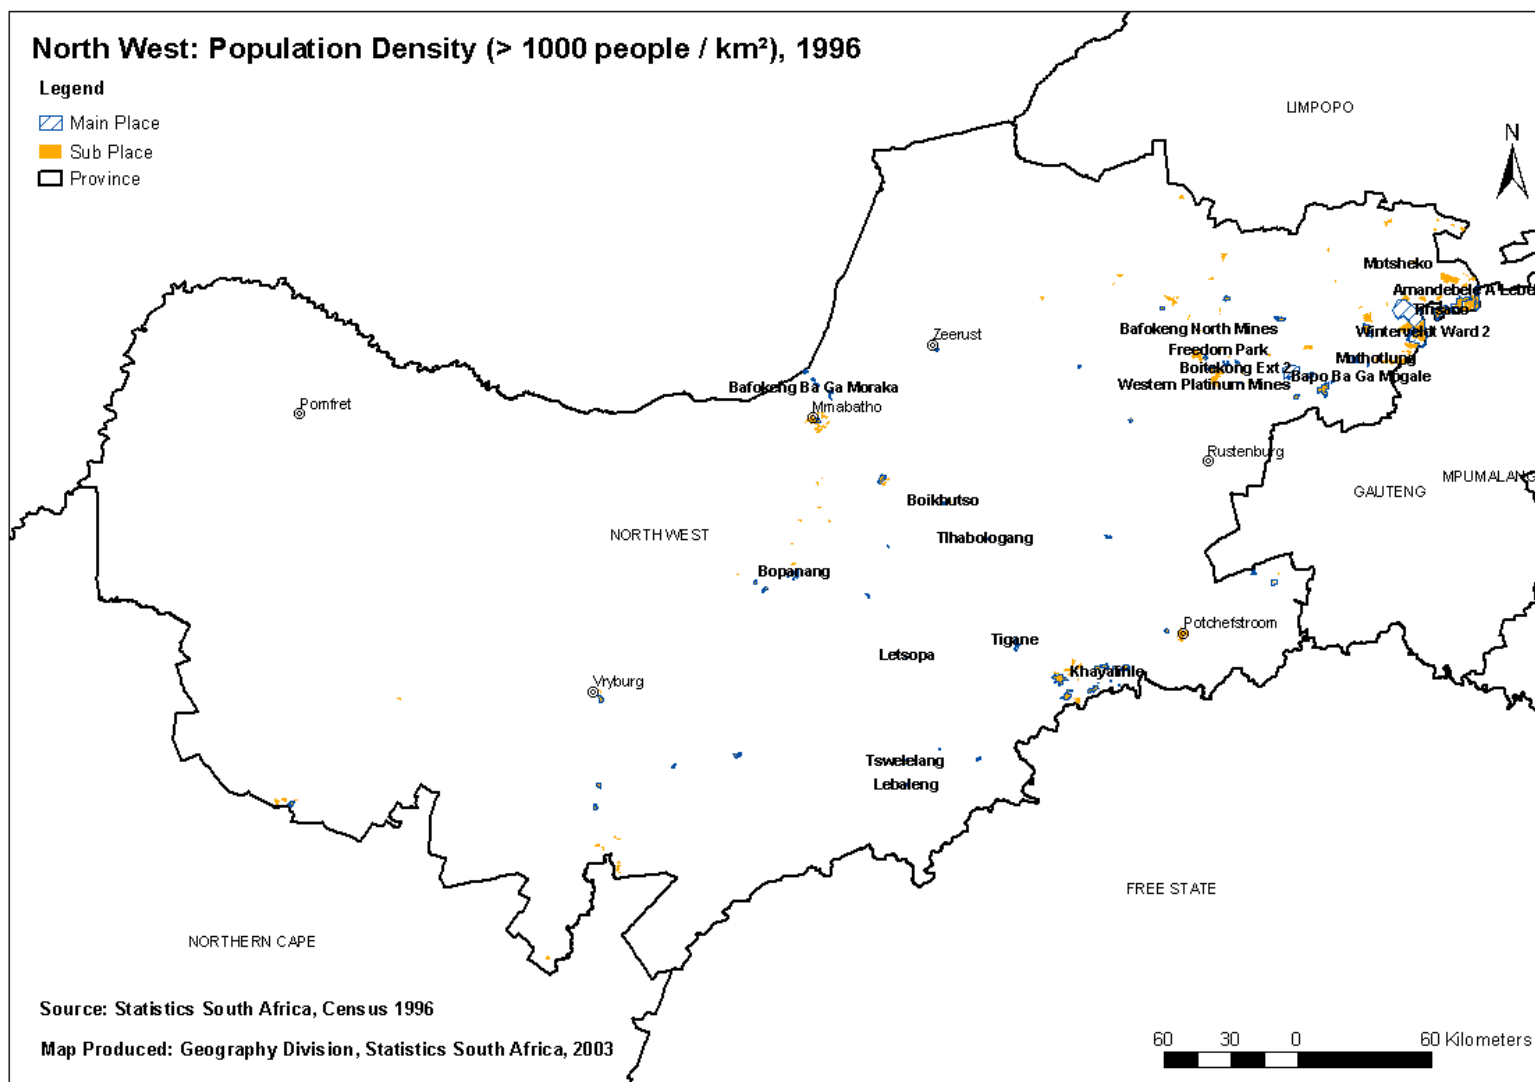 North West: Population Density (> 1000 people / km²), 1996
Legend
Main Place
Sub Place
Province
LIMPOPO
N
Motsheko
Amandebele A Lebe
Winterveldt Ward 2
Bafokeng North Mines
Zeerust
Freedom Park
Mothotlung
Boitekong Ext 2
Bapo Ba Ga Mogale
Western Platinum Mines
Bafokeng Ba Ga Moraka
Pomfret
Mmabatho
Rustenburg
MPUMALANG
GAUTENG
Boikhutso
NORTH WEST
Tlhabologang
Bopanang
Potchefstroom
Tigane
Letsopa
Vryburg
Tswelelang
Lebaleng
FREE STATE
NORTHERN CAPE
Source: Statistics South Africa, Census 1996
Map Produced: Geography Division, Statistics South Africa, 2003
60 30 0 60 Kilometers